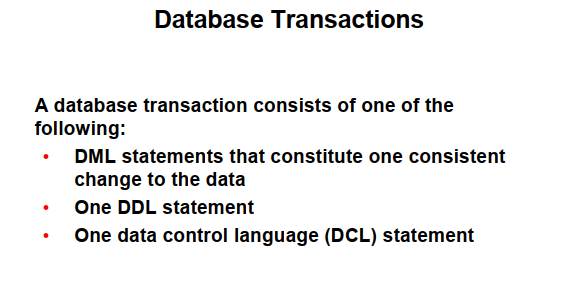 Database Transactions
A database transaction consists of one of the
following:
• DML statements that constitute one consistent
change to the data
• One DDL statement
• One data control language (DCL) statement